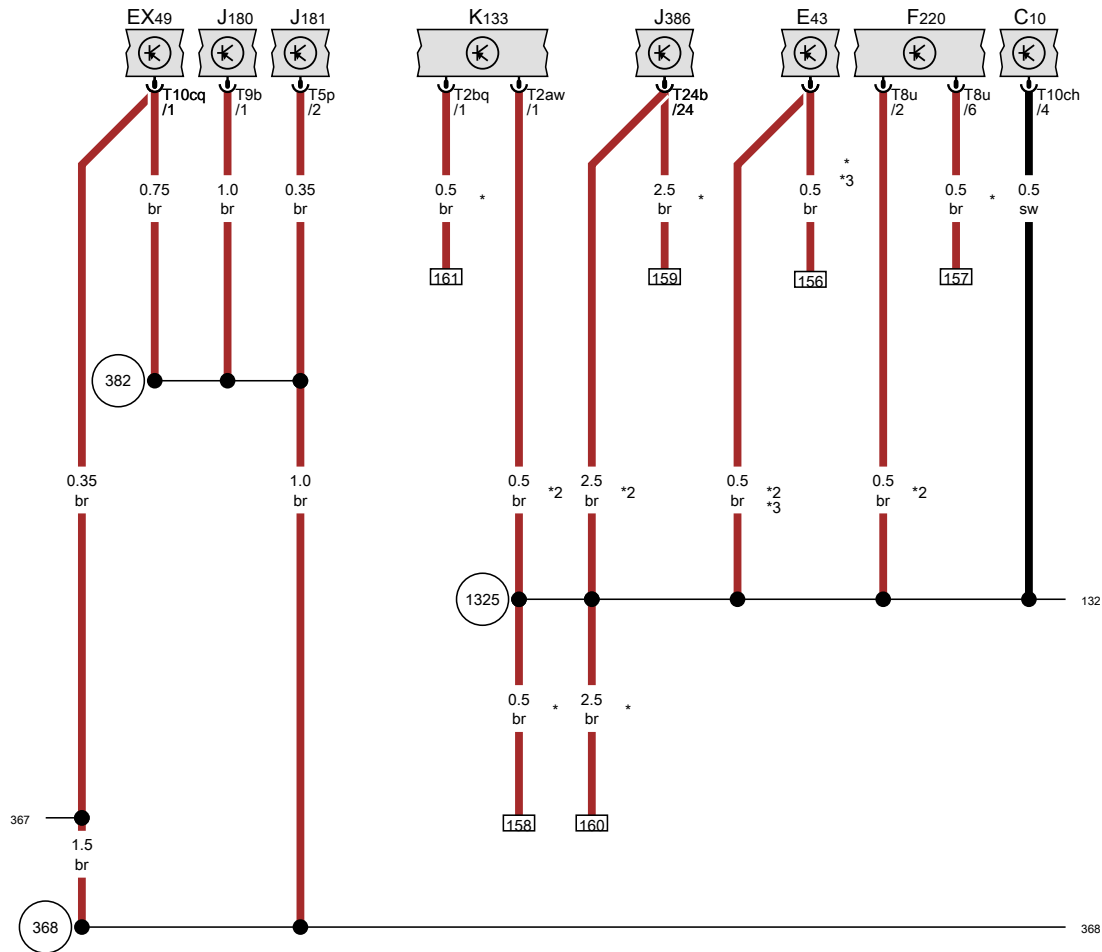 EX49 J180 J181 K133 J386 E43 F220 C10
T10cq T9b T5p T2bq T2aw T24b T8u T8u T10ch
/1 /1 /2 /1 /1 /24 /2 /6 /4
*
*3
0.75 1.0 0.35 0.5 2.5 0.5 0.5 0.5
br br br br * br * br br * sw
161 159 156 157
382
0.35 1.0 0.5 2.5 0.5 0.5
br br br *2 br *2 br *2 br *2
*3
1325 132
0.5 2.5
br * br *
367 158 160
1.5
br
368 368